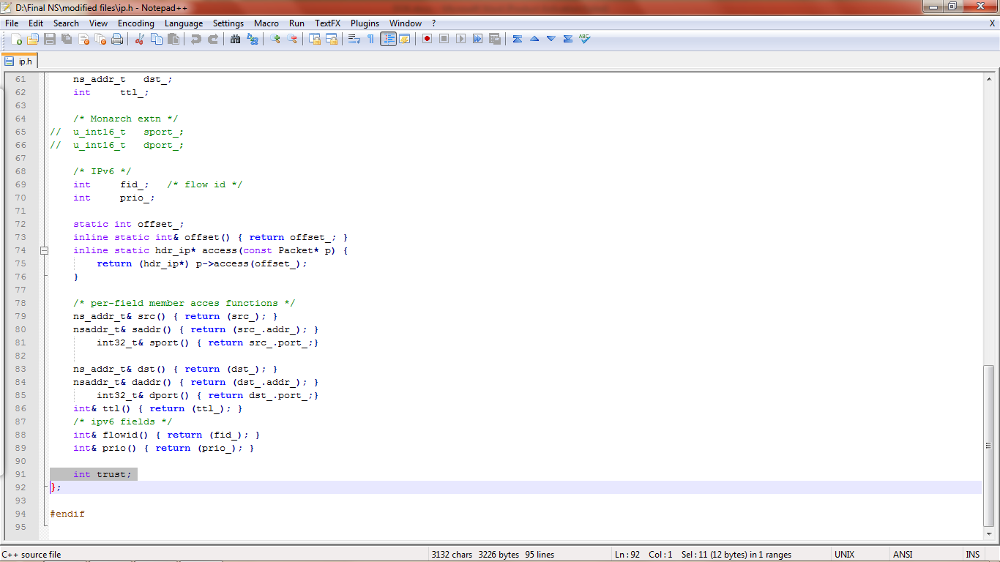 D:\Final NS\modified files\ip.h - Notepad++
File Edit Search View Encoding Language Settings Macro Run TextFX Plugins Window ? X
ip.h
61     ns_addr_t   dst_;
62     int     ttl_;
63
64     /* Monarch extn */
65 //  u_int16_t   sport_;
66 //  u_int16_t   dport_;
67
68     /* IPv6 */
69     int     fid_;   /* flow id */
70     int     prio_;
71
72     static int offset_;
73     inline static int& offset() { return offset_; }
74     inline static hdr_ip* access(const Packet* p) {
75         return (hdr_ip*) p->access(offset_);
76     }
77
78     /* per-field member acces functions */
79     ns_addr_t& src() { return (src_); }
80     nsaddr_t& saddr() { return (src_.addr_); }
81         int32_t& sport() { return src_.port_;}
82
83     ns_addr_t& dst() { return (dst_); }
84     nsaddr_t& daddr() { return (dst_.addr_); }
85         int32_t& dport() { return dst_.port_;}
86     int& ttl() { return (ttl_); }
87     /* ipv6 fields */
88     int& flowid() { return (fid_); }
89     int& prio() { return (prio_); }
90
91     int trust;
92 };
93
94 #endif
95
C++ source file 3132 chars 3226 bytes 95 lines Ln : 92 Col : 1 Sel : 11 (12 bytes) in 1 ranges UNIX ANSI INS